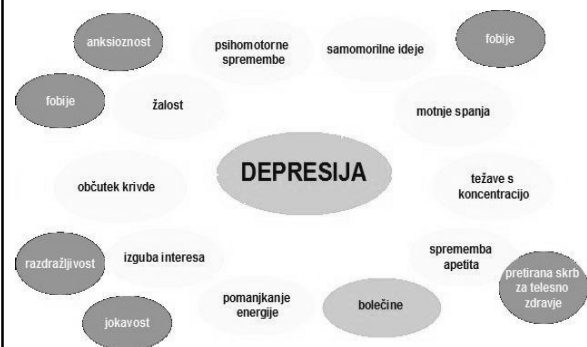 anksioznost
psihomotorne
spremembe
samomorilne ideje
fobije
fobije
žalost
motnje spanja
DEPRESIJA
občutek krivde
težave s
koncentracijo
razdražljivost
izguba interesa
sprememba
apetita
pretirana skrb
za telesno
zdravje
jokavost
pomanjkanje
energije
bolečine